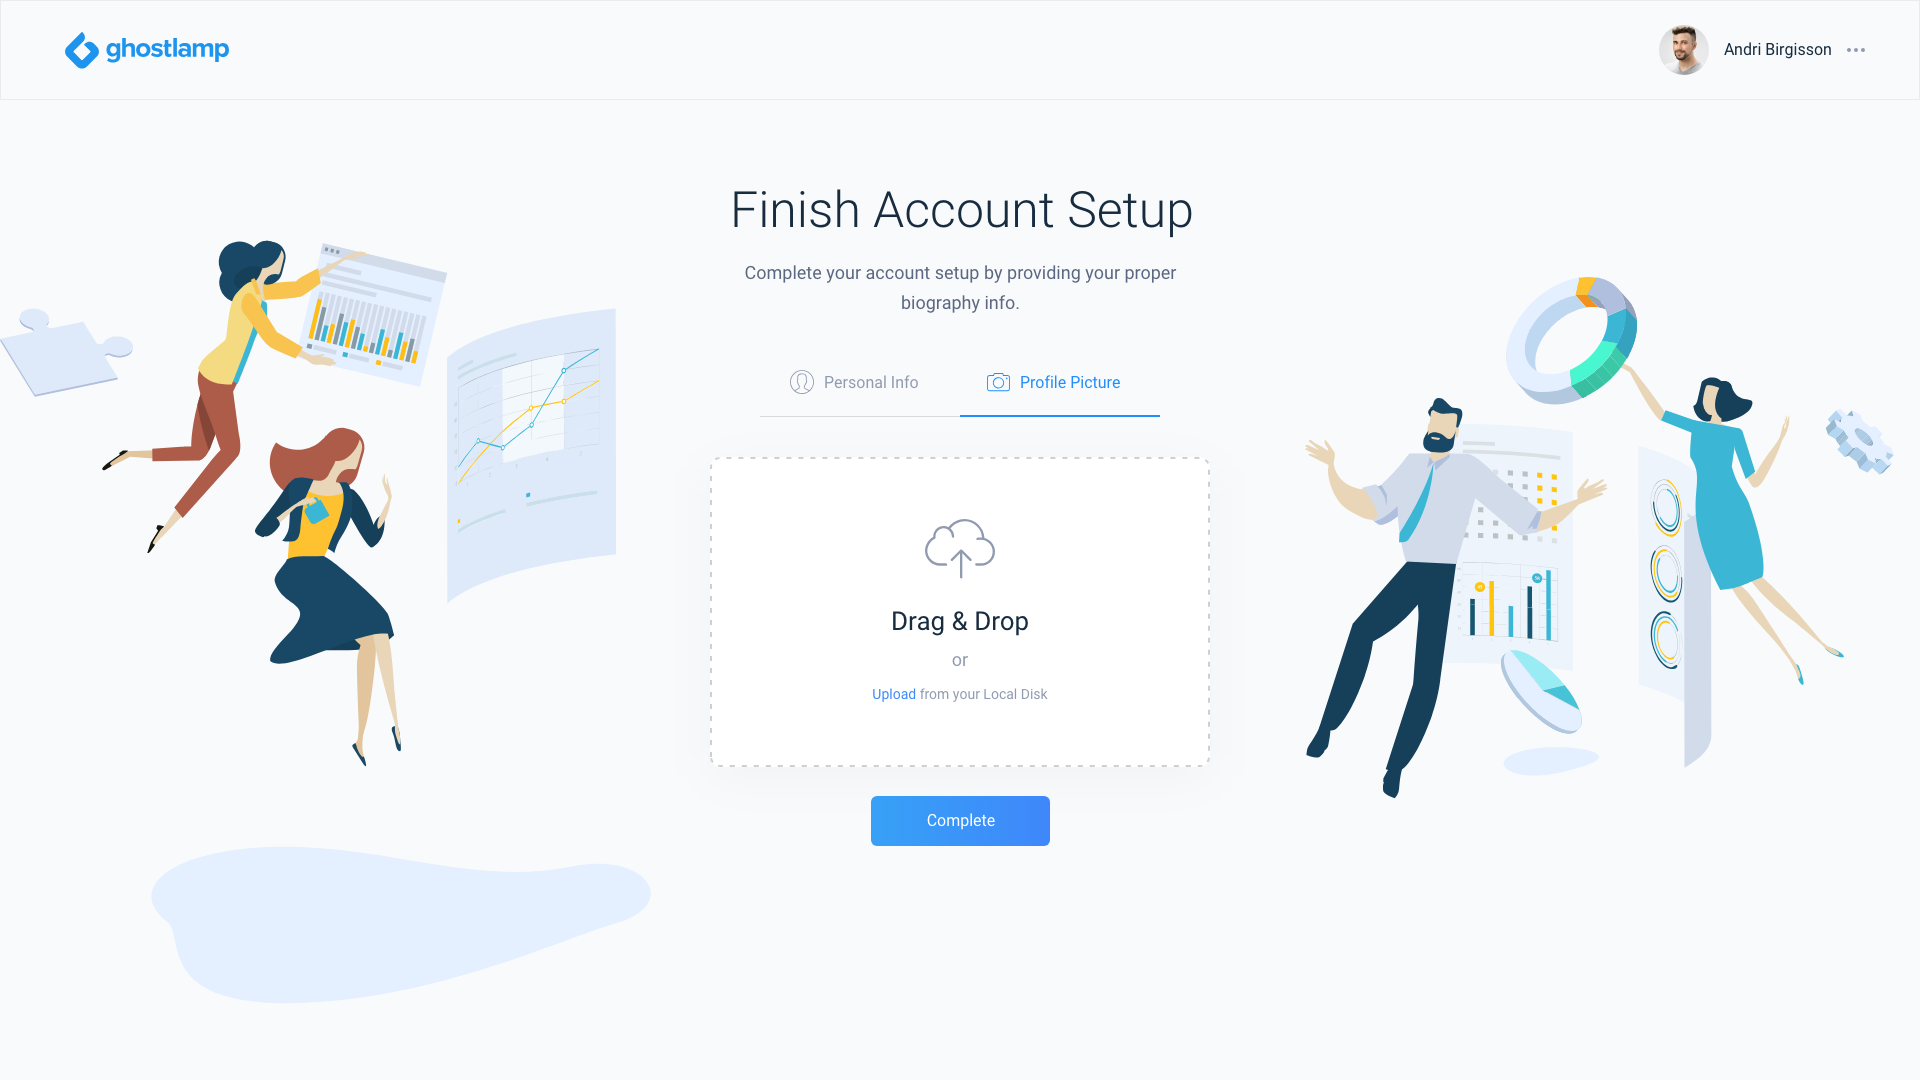 ghostlamp
Andri Birgisson
Finish Account Setup
Complete your account setup by providing your proper
biography info.
Personal Info
Profile Picture
Drag & Drop
or
Upload from your Local Disk
Complete